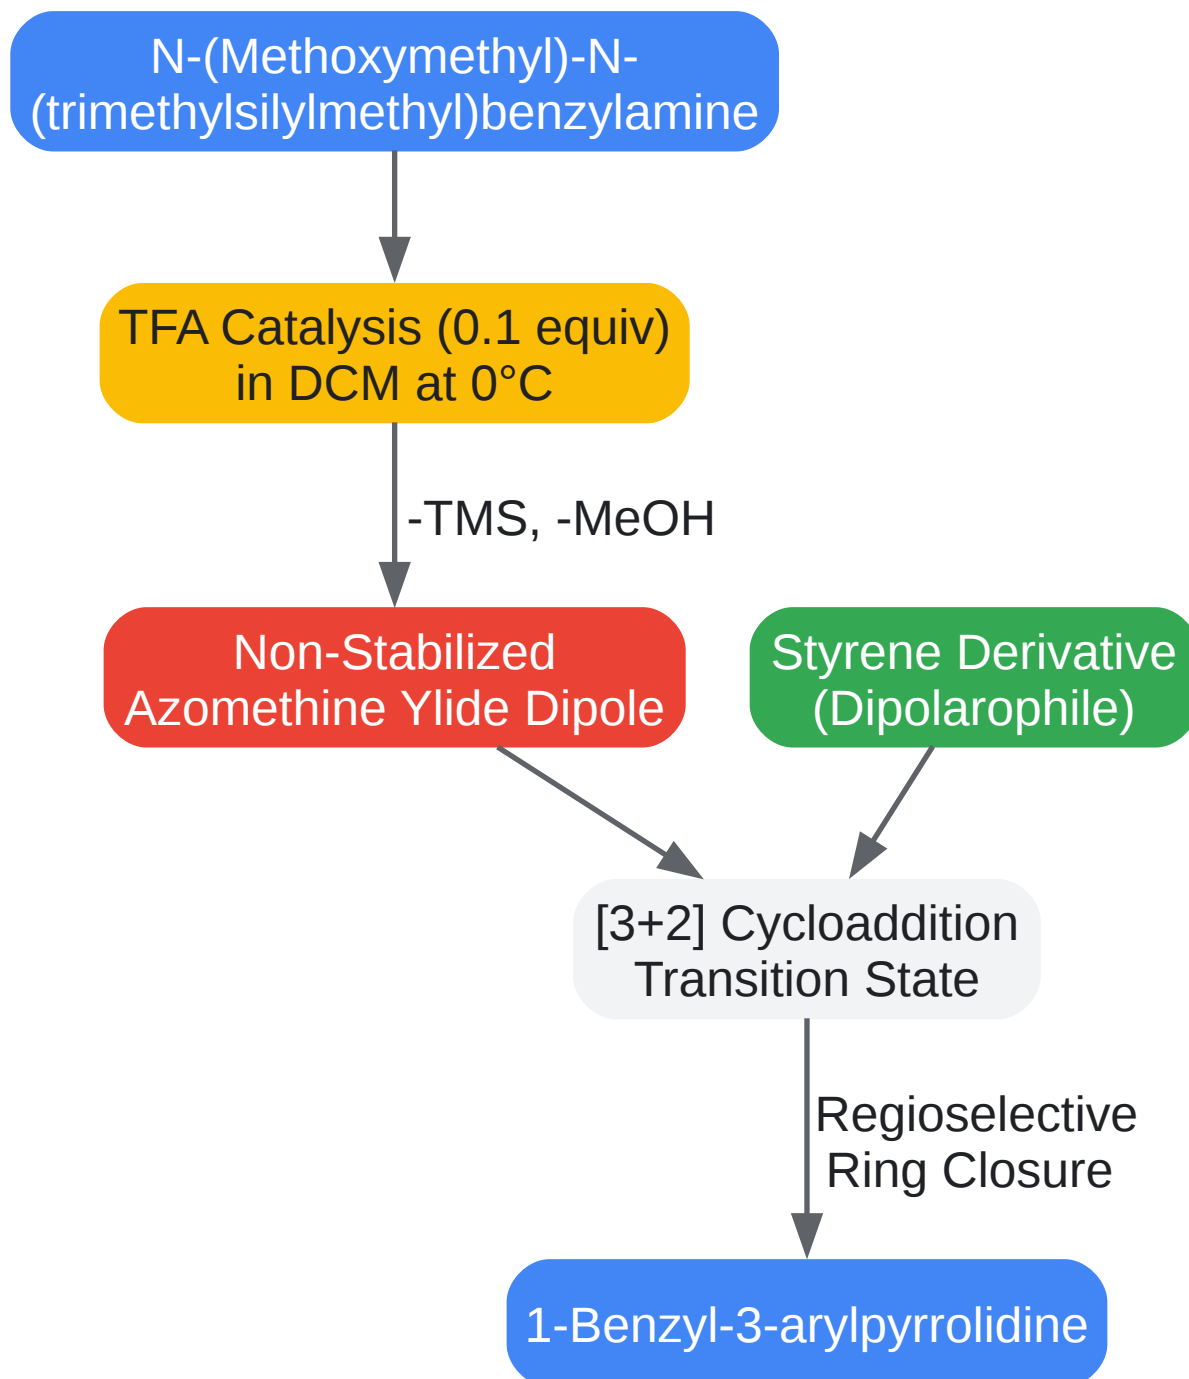 N-(Methoxymethyl)-N-
(trimethylsilylmethyl)benzylamine
TFA Catalysis (0.1 equiv)
in DCM at 0°C
-TMS, -MeOH
Non-Stabilized
Azomethine Ylide Dipole
Styrene Derivative
(Dipolarophile)
[3+2] Cycloaddition
Transition State
Regioselective
Ring Closure
1-Benzyl-3-arylpyrrolidine